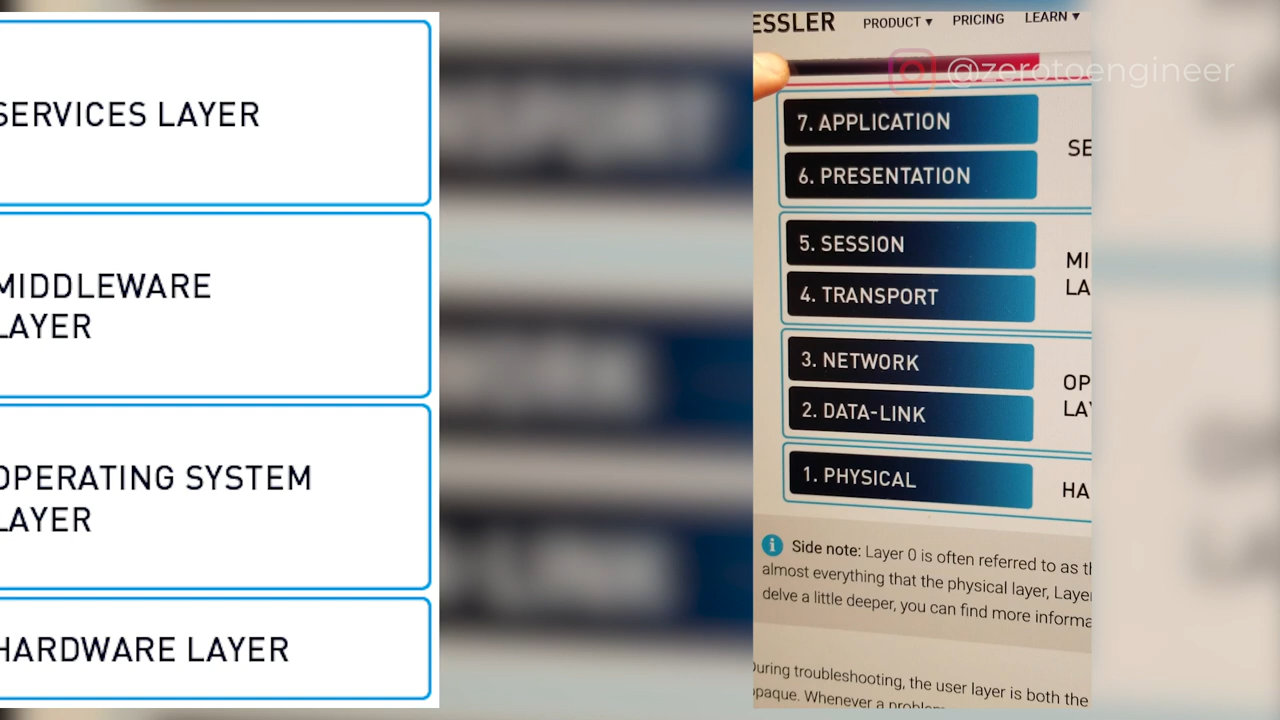 SERVICES LAYER
MIDDLEWARE
LAYER
OPERATING SYSTEM
LAYER
HARDWARE LAYER
ESSLER
PRODUCT ▾ PRICING LEARN ▾
@zerotoengineer
7. APPLICATION
SE
6. PRESENTATION
5. SESSION
MI
LA
4. TRANSPORT
3. NETWORK
OP
LAY
2. DATA-LINK
1. PHYSICAL
HA
Side note: Layer 0 is often referred to as th
almost everything that the physical layer, Laye
delve a little deeper, you can find more informa
During troubleshooting, the user layer is both the
opaque. Whenever a problem